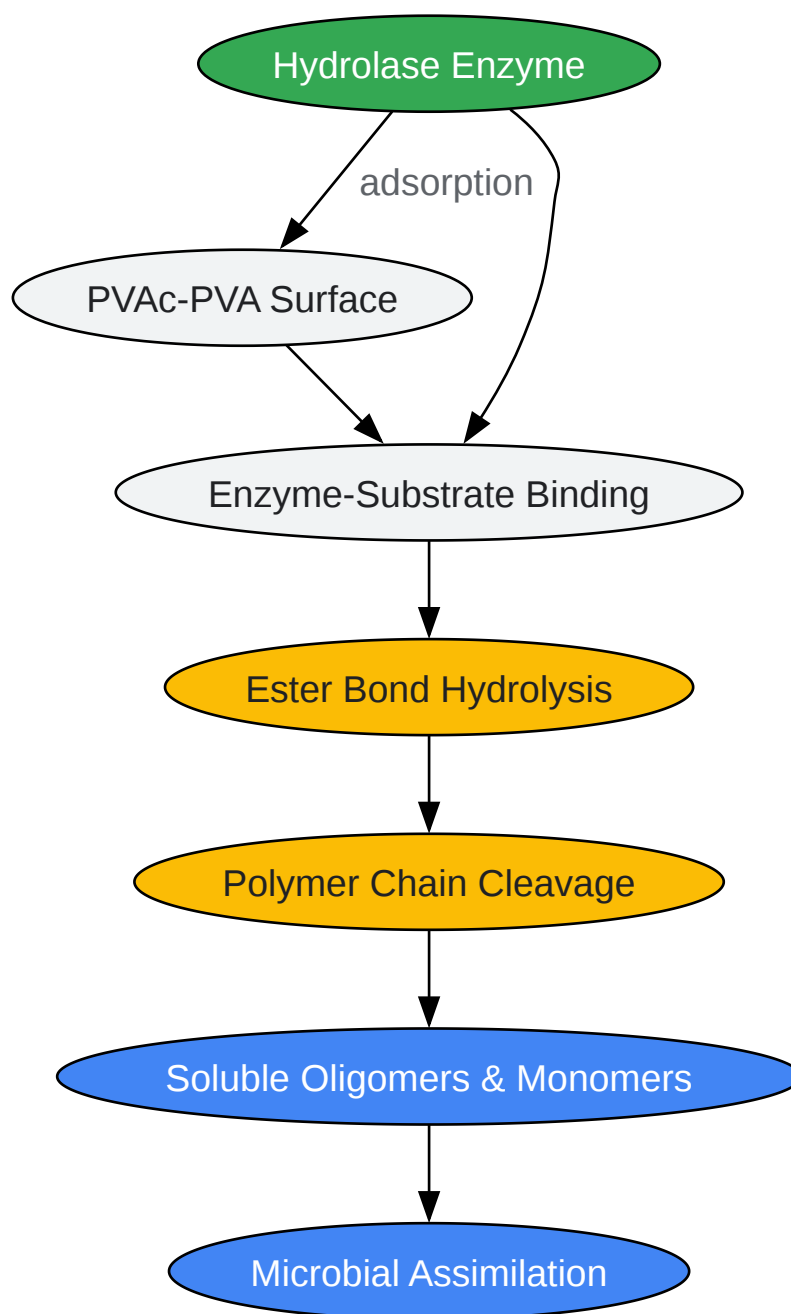 Hydrolase Enzyme
adsorption
PVAc-PVA Surface
Enzyme-Substrate Binding
Ester Bond Hydrolysis
Polymer Chain Cleavage
Soluble Oligomers & Monomers
Microbial Assimilation